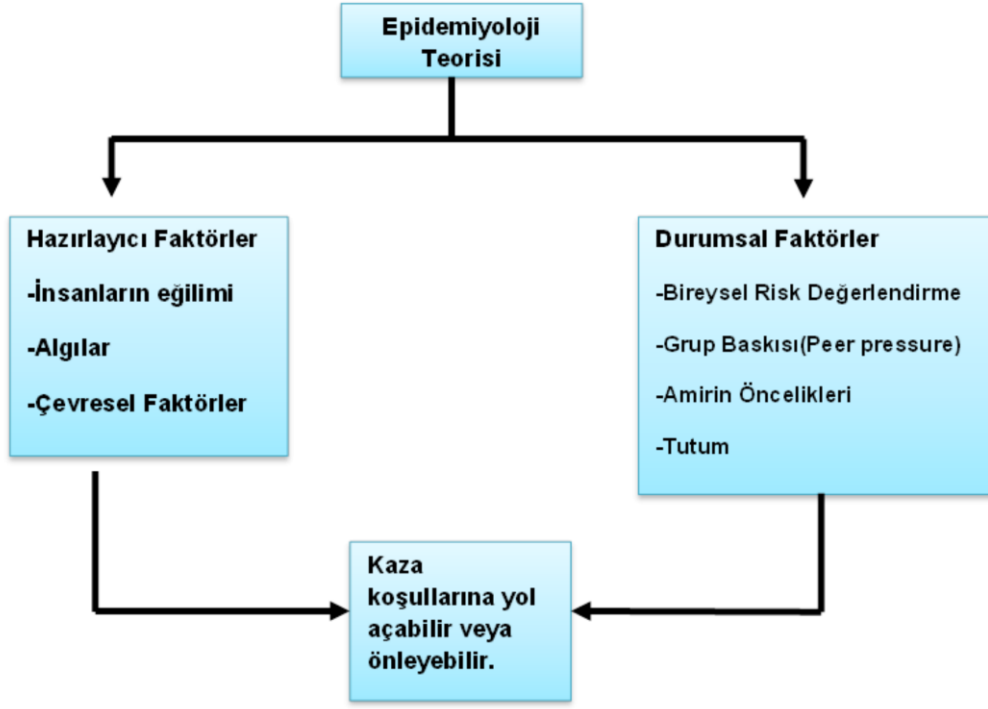 Epidemiyoloji
Teorisi
Hazırlayıcı Faktörler
-İnsanların eğilimi
-Algılar
-Çevresel Faktörler
Durumsal Faktörler
-Bireysel Risk Değerlendirme
-Grup Baskısı(Peer pressure)
-Amirin Öncelikleri
-Tutum
Kaza
koşullarına yol
açabilir veya
önleyebilir.